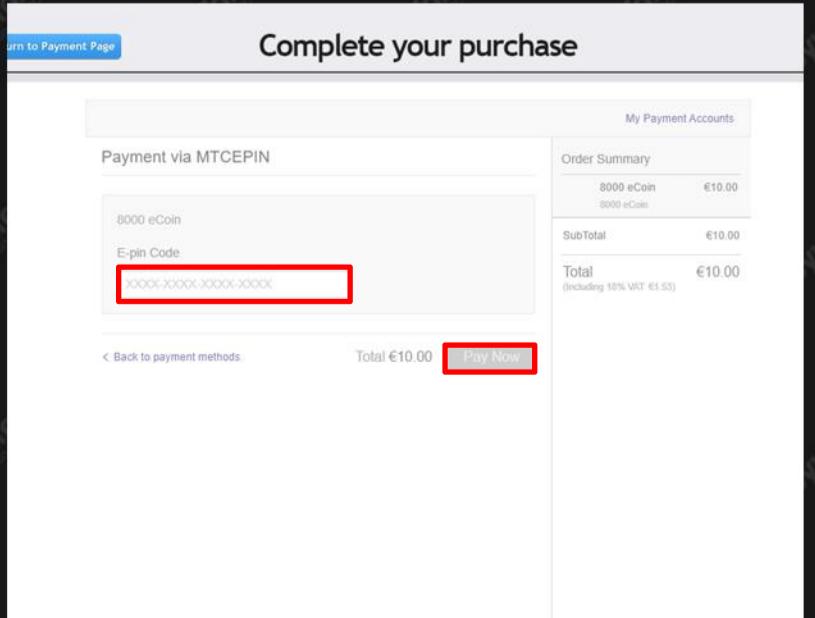 urn to Payment Page
Complete your purchase
My Payment Accounts
Payment via MTCEPIN
8000 eCoin
E-pin Code
XXXX-XXXX-XXXX-XXXX
< Back to payment methods
Total €10.00
Pay Now
Order Summary
8000 eCoin €10.00
8000 eCoin
SubTotal €10.00
Total €10.00
(Including 18% VAT €1.53)